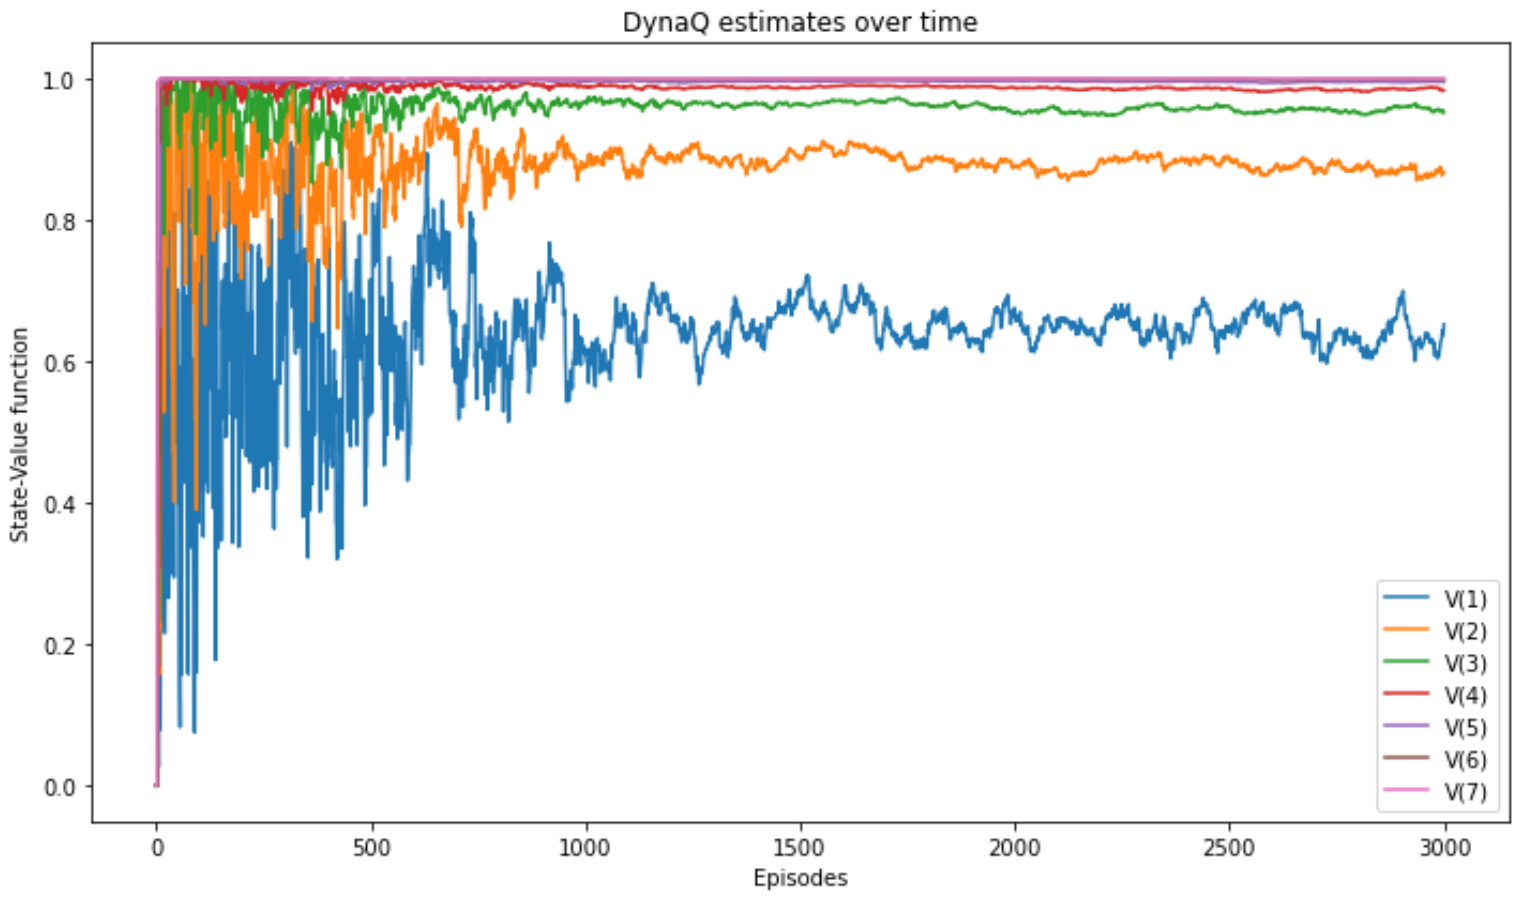 DynaQ estimates over time
State-Value function
1.0
0.8
0.6
0.4
0.2
0.0
0
500
1000
1500
2000
2500
3000
Episodes
V(1)
V(2)
V(3)
V(4)
V(5)
V(6)
V(7)